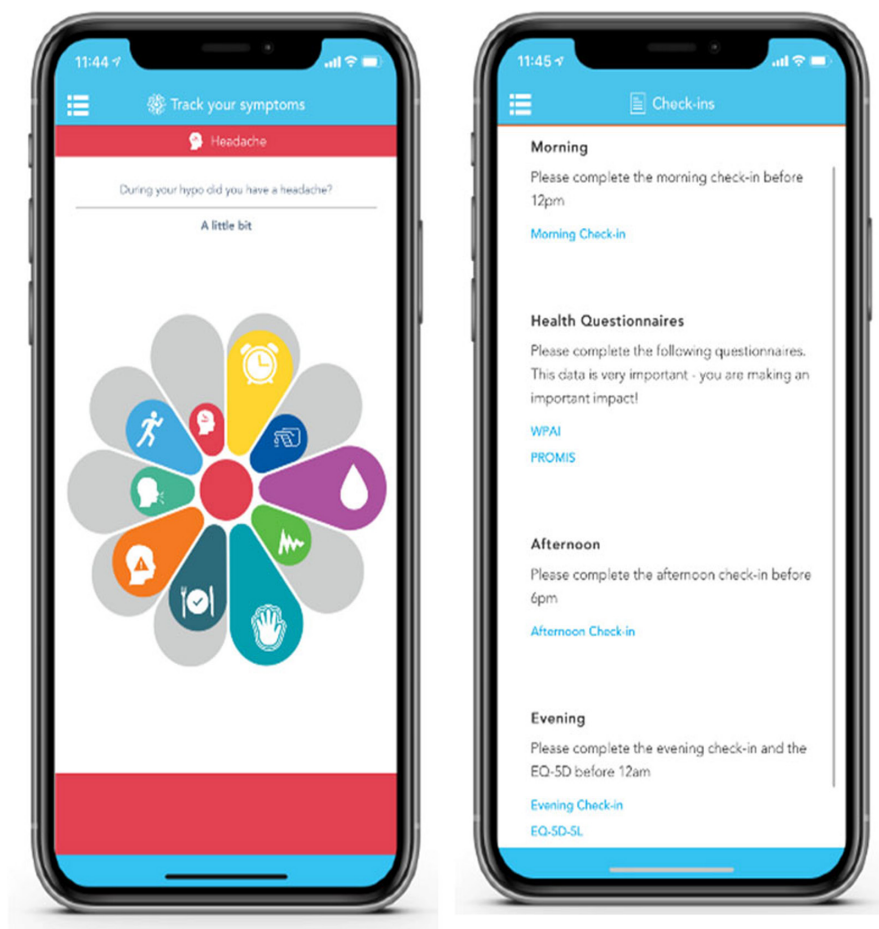 11:44
Track your symptoms
Headache
During your hypo did you have a headache?
A little bit
11:45
Check-ins
Morning
Please complete the morning check-in before
12pm
Morning Check-in
Health Questionnaires
Please complete the following questionnaires.
This data is very important - you are making an
important impact!
WPAI
PROMIS
Afternoon
Please complete the afternoon check-in before
6pm
Afternoon Check-in
Evening
Please complete the evening check-in and the
EQ-5D before 12am
Evening Check-in
EQ-5D-5L